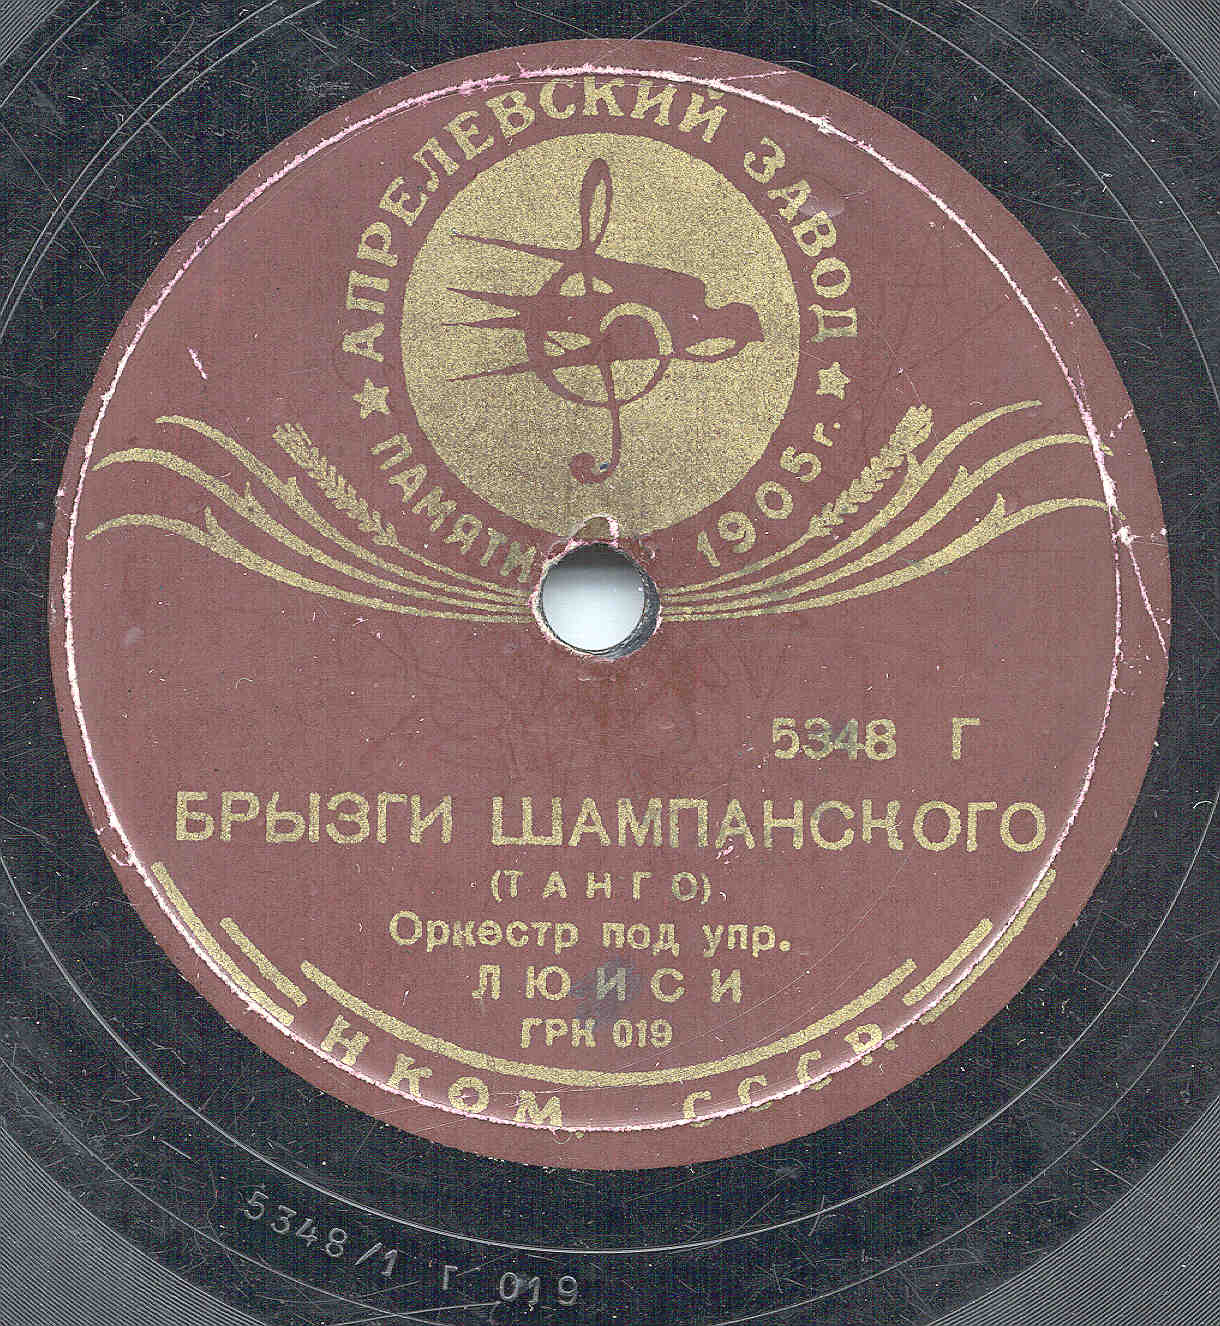 АПРЕЛЕВСКИЙ ЗАВОД
★ ПАМЯТИ 1905 г. ★
5348 Г
БРЫЗГИ ШАМПАНСКОГО
(ТАНГО)
Оркестр под упр.
ЛЮИСИ
ГРК 019
НКОМ. СССР
5348/1 Г 019